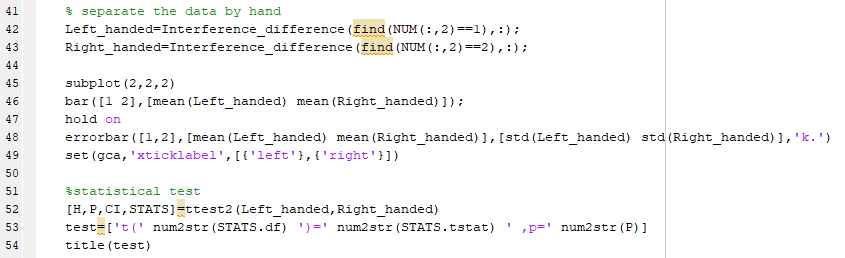 41 % separate the data by hand
42 Left_handed=Interference_difference(find(NUM(:,2)==1),:);
43 Right_handed=Interference_difference(find(NUM(:,2)==2),:);
44
45 subplot(2,2,2)
46 bar([1 2],[mean(Left_handed) mean(Right_handed)]);
47 hold on
48 errorbar([1,2],[mean(Left_handed) mean(Right_handed)],[std(Left_handed) std(Right_handed)],'k.')
49 set(gca,'xticklabel',[{'left'},{'right'}])
50
51 %statistical test
52 [H,P,CI,STATS]=ttest2(Left_handed,Right_handed)
53 test=['t(' num2str(STATS.df) ')=' num2str(STATS.tstat) ' ,p=' num2str(P)]
54 title(test)